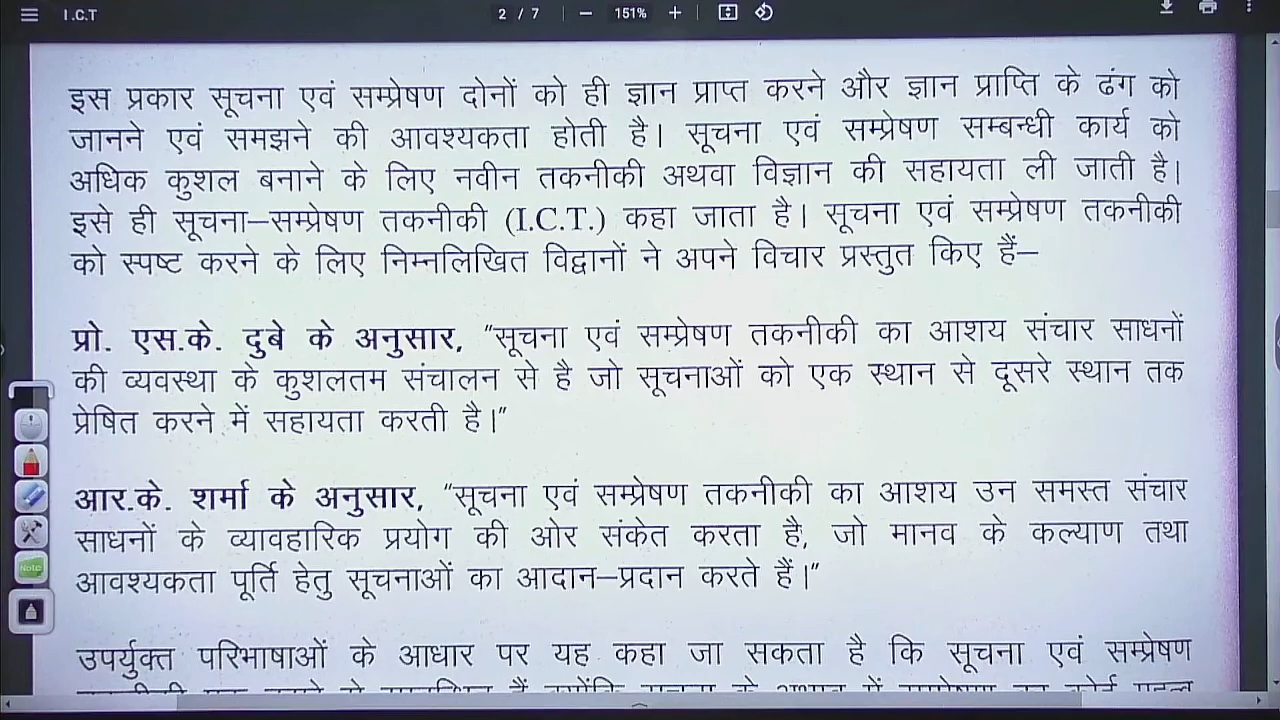 I.C.T
2 / 7
151%
इस प्रकार सूचना एवं सम्प्रेषण दोनों को ही ज्ञान प्राप्त करने और ज्ञान प्राप्ति के ढंग को
जानने एवं समझने की आवश्यकता होती है। सूचना एवं सम्प्रेषण सम्बन्धी कार्य को
अधिक कुशल बनाने के लिए नवीन तकनीकी अथवा विज्ञान की सहायता ली जाती है।
इसे ही सूचना–सम्प्रेषण तकनीकी (I.C.T.) कहा जाता है। सूचना एवं सम्प्रेषण तकनीकी
को स्पष्ट करने के लिए निम्नलिखित विद्वानों ने अपने विचार प्रस्तुत किए हैं–
प्रो. एस.के. दुबे के अनुसार, "सूचना एवं सम्प्रेषण तकनीकी का आशय संचार साधनों
की व्यवस्था के कुशलतम संचालन से है जो सूचनाओं को एक स्थान से दूसरे स्थान तक
प्रेषित करने में सहायता करती है।"
आर.के. शर्मा के अनुसार, "सूचना एवं सम्प्रेषण तकनीकी का आशय उन समस्त संचार
साधनों के व्यावहारिक प्रयोग की ओर संकेत करता है, जो मानव के कल्याण तथा
आवश्यकता पूर्ति हेतु सूचनाओं का आदान–प्रदान करते हैं।"
उपर्युक्त परिभाषाओं के आधार पर यह कहा जा सकता है कि सूचना एवं सम्प्रेषण
Note